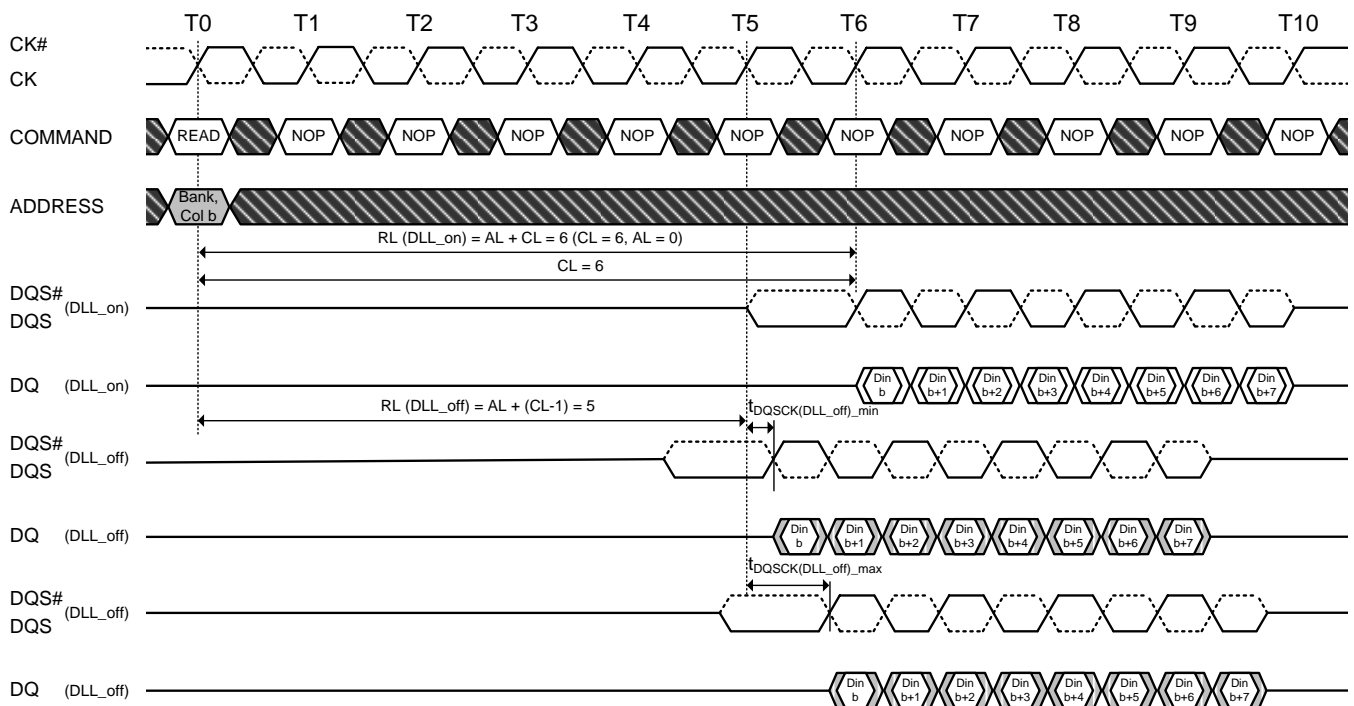 T0 T1 T2 T3 T4 T5 T6 T7 T8 T9 T10
CK#
CK
COMMAND READ NOP NOP NOP NOP NOP NOP NOP NOP NOP NOP
ADDRESS Bank, Col b
RL (DLL_on) = AL + CL = 6 (CL = 6, AL = 0)
CL = 6
DQS# (DLL_on)
DQS
DQ (DLL_on) Din b Din b+1 Din b+2 Din b+3 Din b+4 Din b+5 Din b+6 Din b+7
RL (DLL_off) = AL + (CL-1) = 5
tDQSCK(DLL_off)_min
DQS# (DLL_off)
DQS
DQ (DLL_off) Din b Din b+1 Din b+2 Din b+3 Din b+4 Din b+5 Din b+6 Din b+7
tDQSCK(DLL_off)_max
DQS# (DLL_off)
DQS
DQ (DLL_off) Din b Din b+1 Din b+2 Din b+3 Din b+4 Din b+5 Din b+6 Din b+7